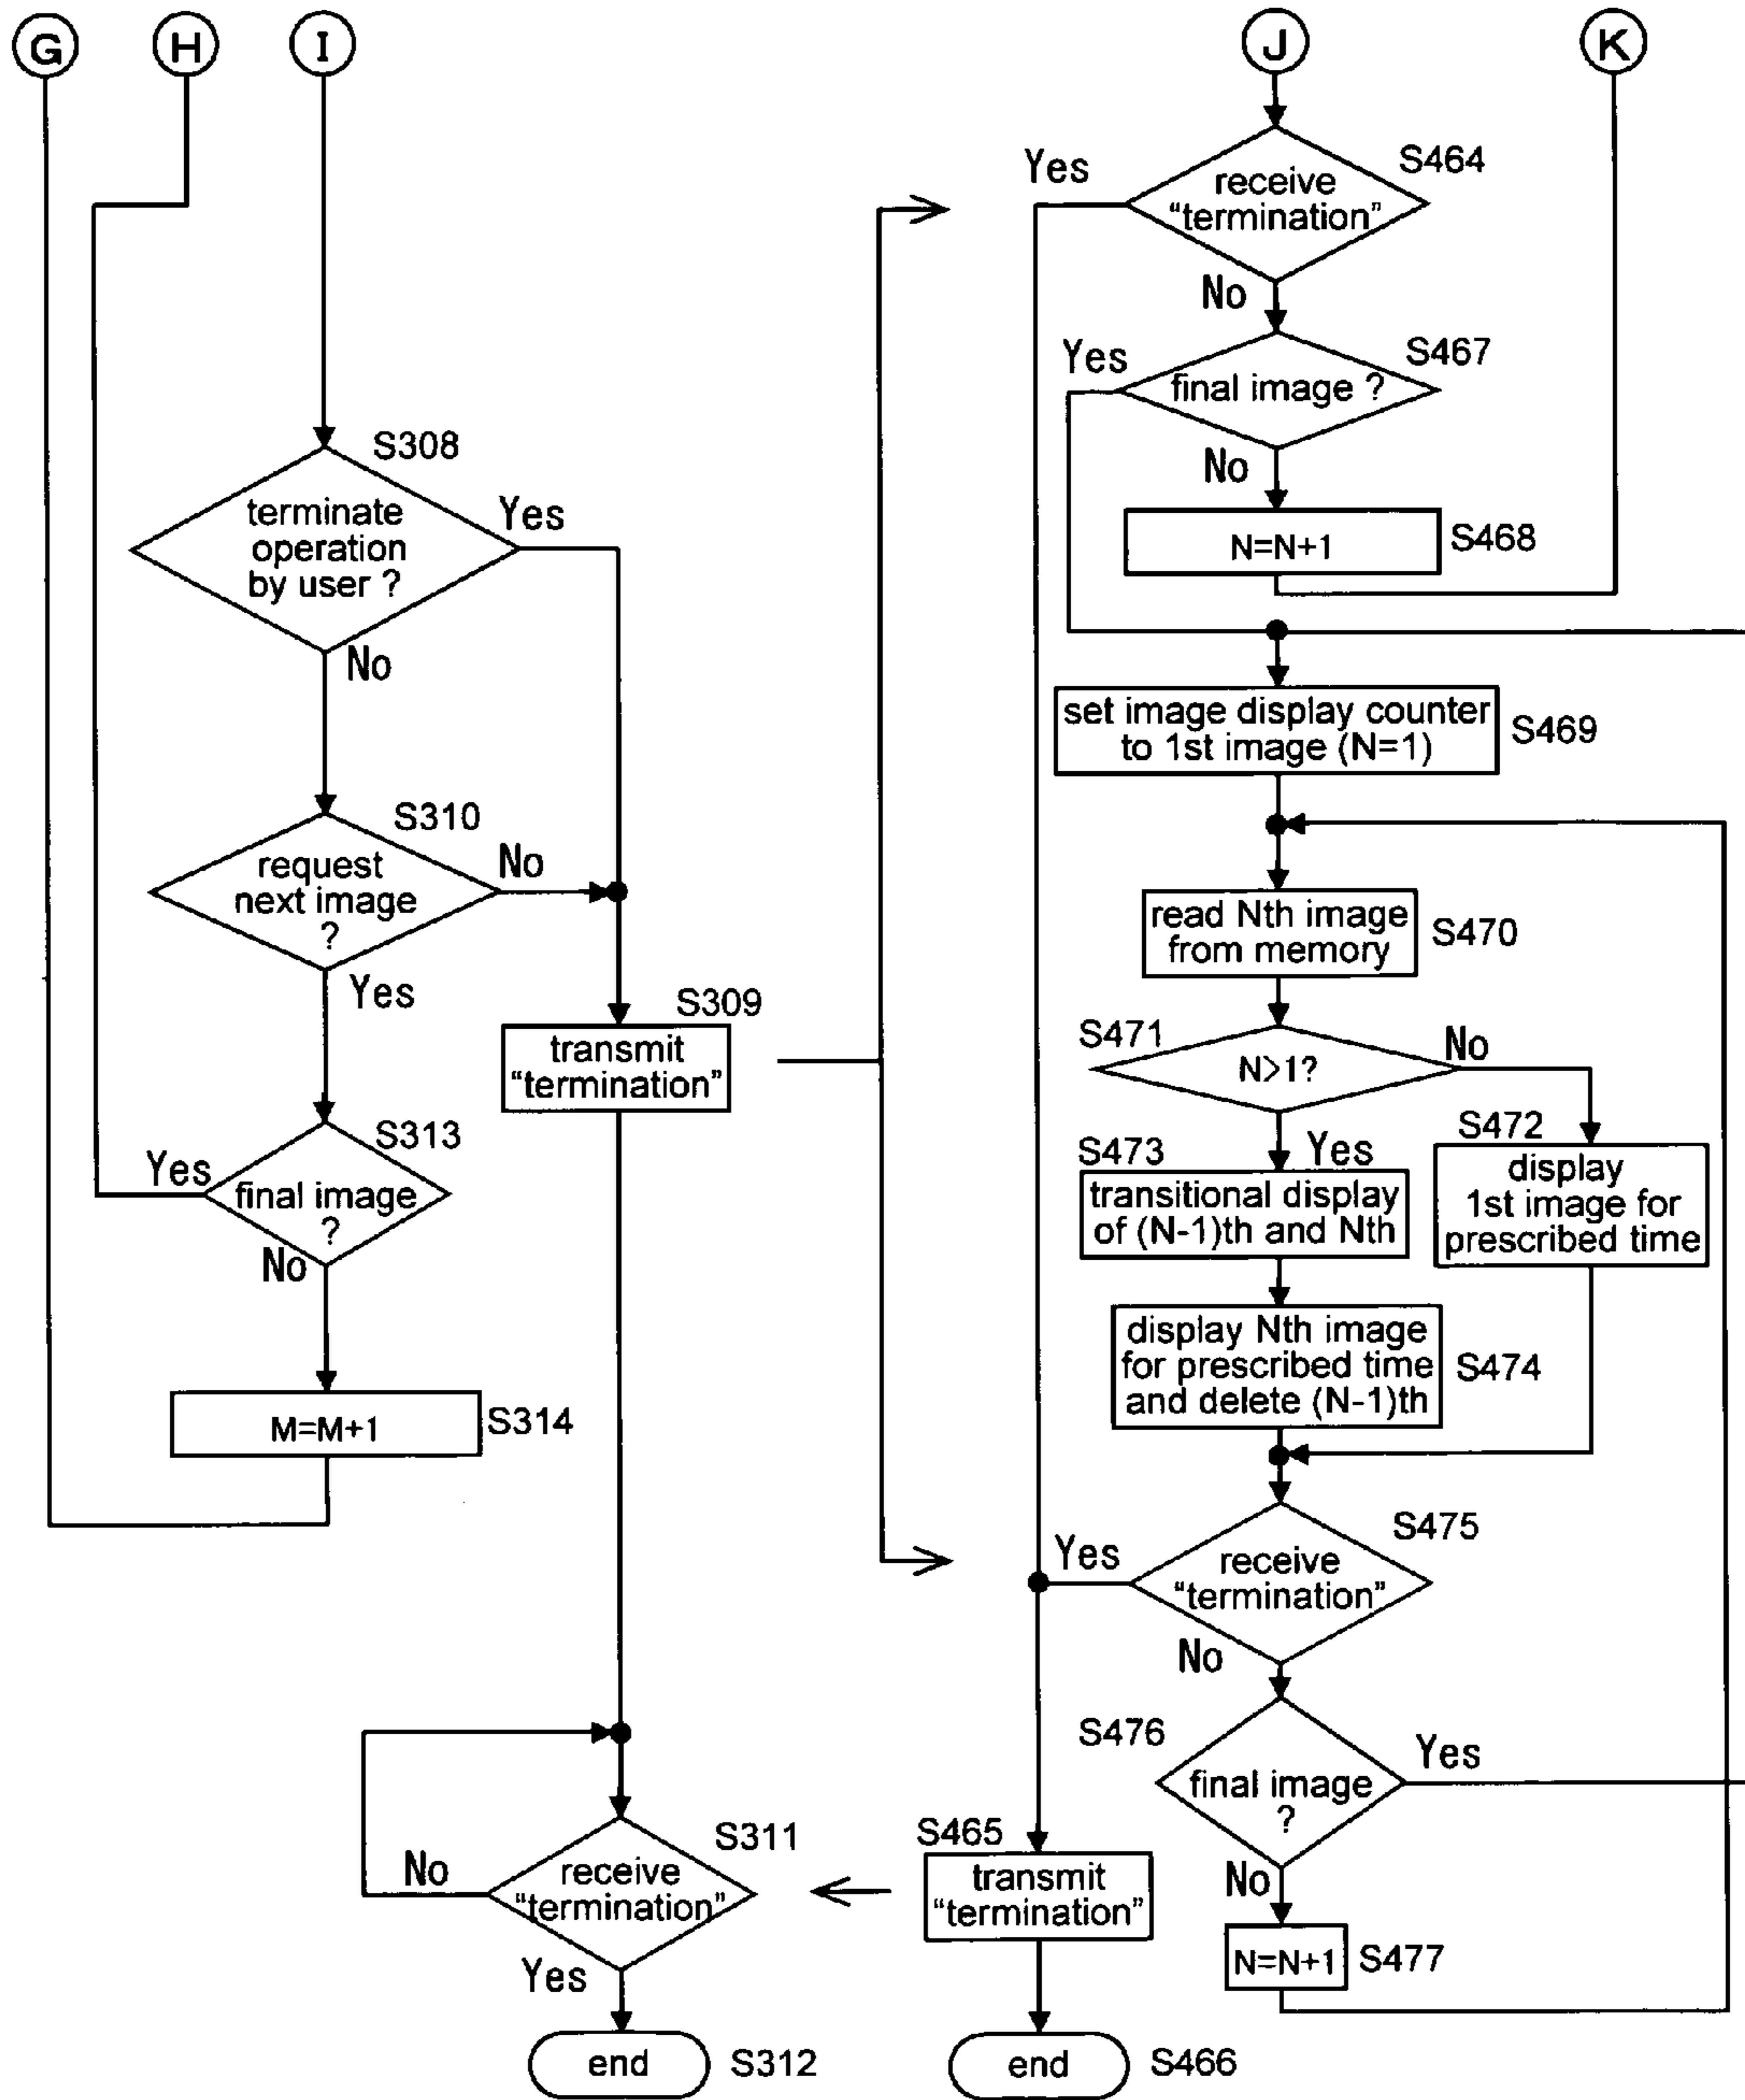 G
H
I
J
K
S308
terminate
operation
by user ?
Yes
No
S310
request
next image
?
No
Yes
S309
transmit
“termination”
S313
Yes
final image
?
No
M=M+1
S314
S311
No
receive
“termination”
Yes
end
S312
S464
Yes
receive
“termination”
No
S467
Yes
final image ?
No
N=N+1
S468
set image display counter
to 1st image (N=1)
S469
read Nth image
from memory
S470
S471
N>1?
No
S473
Yes
transitional display
of (N-1)th and Nth
S472
display
1st image for
prescribed time
display Nth image
for prescribed time
and delete (N-1)th
S474
S475
Yes
receive
“termination”
No
S476
final image
?
Yes
No
N=N+1
S477
S465
transmit
“termination”
end
S466